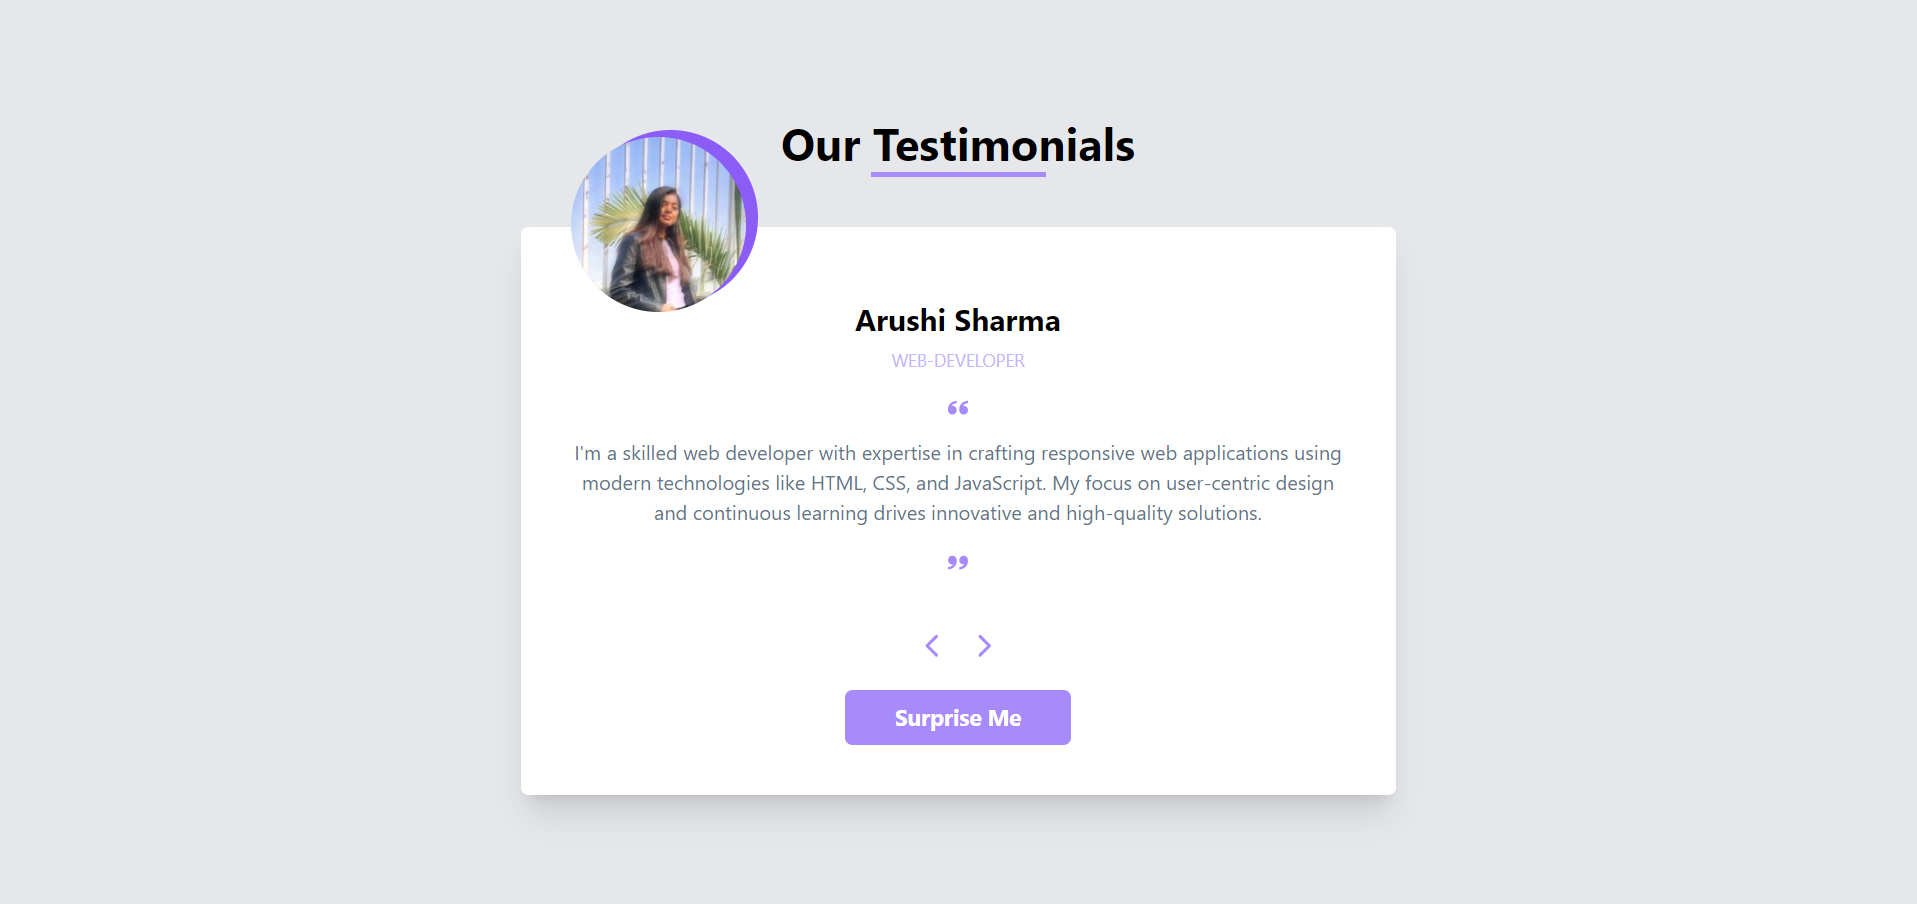 Our Testimonials
Arushi Sharma
WEB-DEVELOPER
“
I'm a skilled web developer with expertise in crafting responsive web applications using
modern technologies like HTML, CSS, and JavaScript. My focus on user-centric design
and continuous learning drives innovative and high-quality solutions.
”
Surprise Me